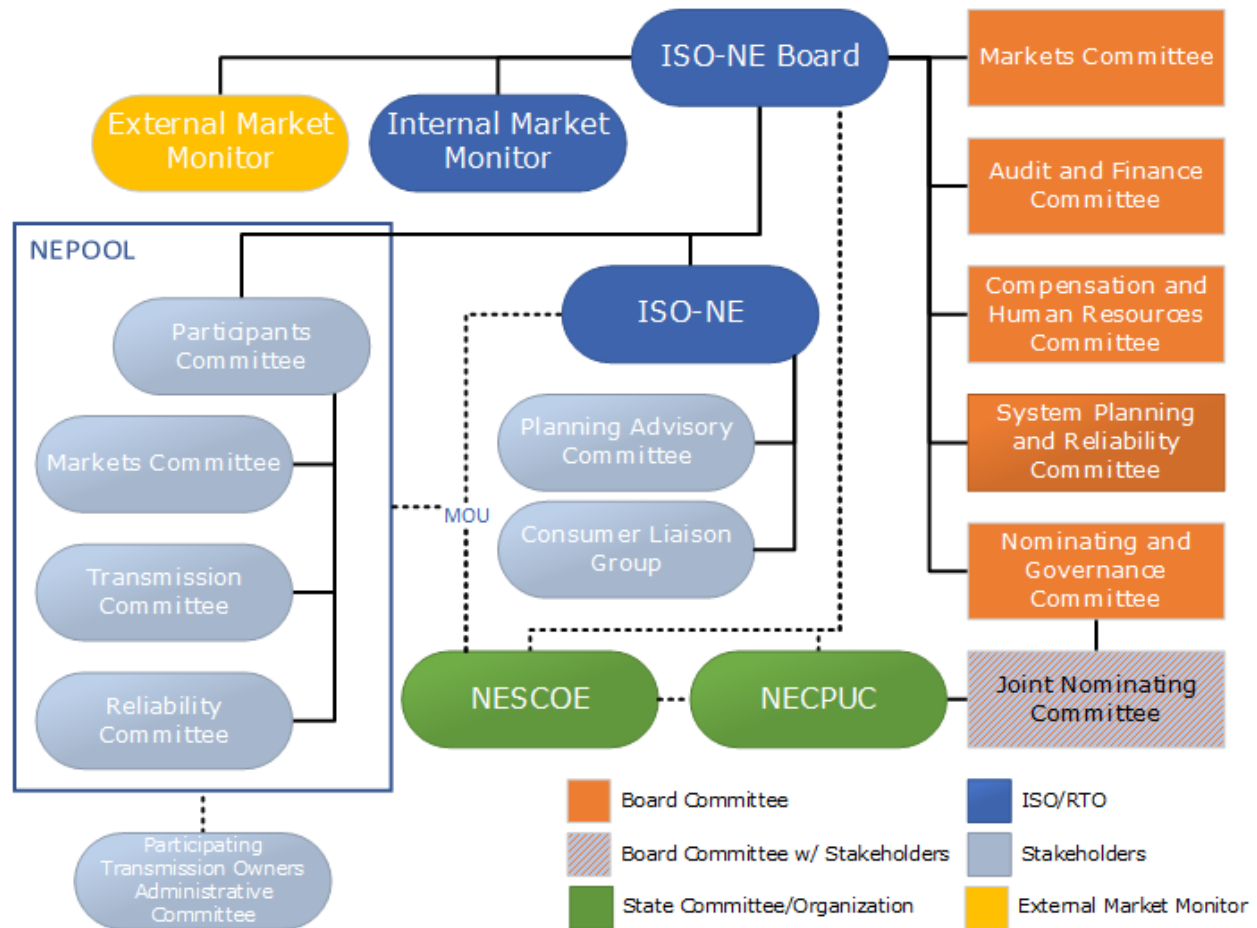 ISO-NE Board
Markets Committee
External Market
Monitor
Internal Market
Monitor
Audit and Finance
Committee
NEPOOL
Compensation and
Human Resources
Committee
ISO-NE
Participants
Committee
System Planning
and Reliability
Committee
Planning Advisory
Committee
Markets Committee
MOU
Consumer Liaison
Group
Nominating and
Governance
Committee
Transmission
Committee
Reliability
Committee
NESCOE
NECPUC
Joint Nominating
Committee
Participating
Transmission Owners
Administrative
Committee
Board Committee
ISO/RTO
Board Committee w/ Stakeholders
Stakeholders
State Committee/Organization
External Market Monitor